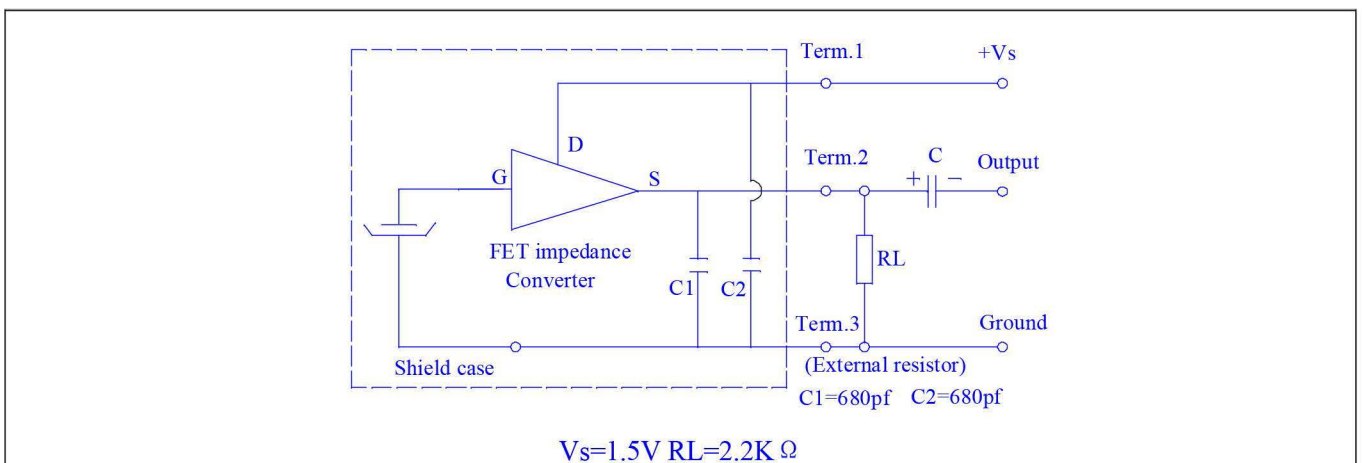 Term.1 +Vs
D
Term.2 C Output
G S + −
FET impedance
Converter
RL
C1 C2
Term.3 Ground
Shield case (External resistor)
C1=680pf C2=680pf
Vs=1.5V RL=2.2K Ω